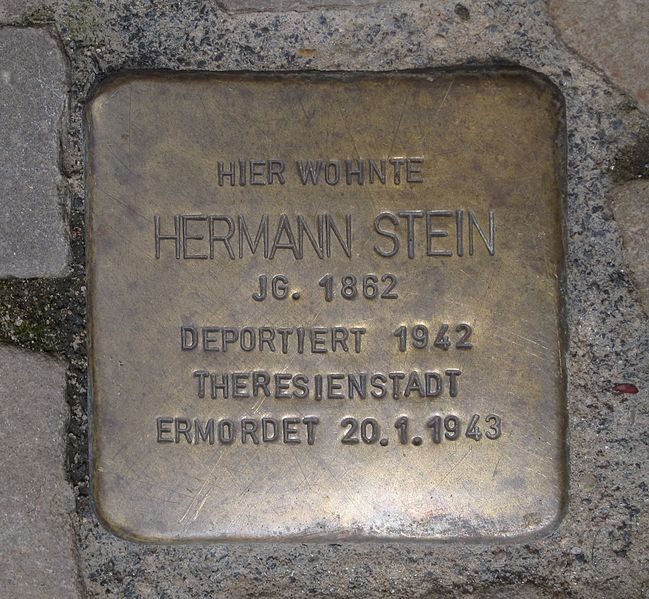 HIER WOHNTE
HERMANN STEIN
JG. 1862
DEPORTIERT 1942
THERESIENSTADT
ERMORDET 20.1.1943